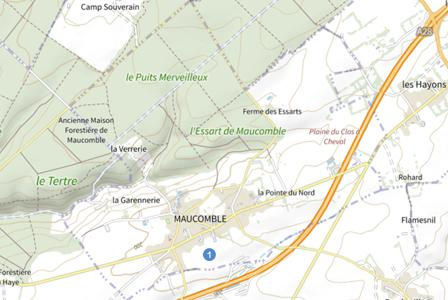 Camp Souverain
A28
le Puits Merveilleux
les Hayons
Ferme des Essarts
Ancienne Maison
Forestière de
Maucomble
l'Essart de Maucomble
Plaine du Clos à
Cheval
la Verrerie
le Tertre
Rohard
la Pointe du Nord
la Garennerie
MAUCOMBLE
Flamesnil
1
Forestière
a Haye